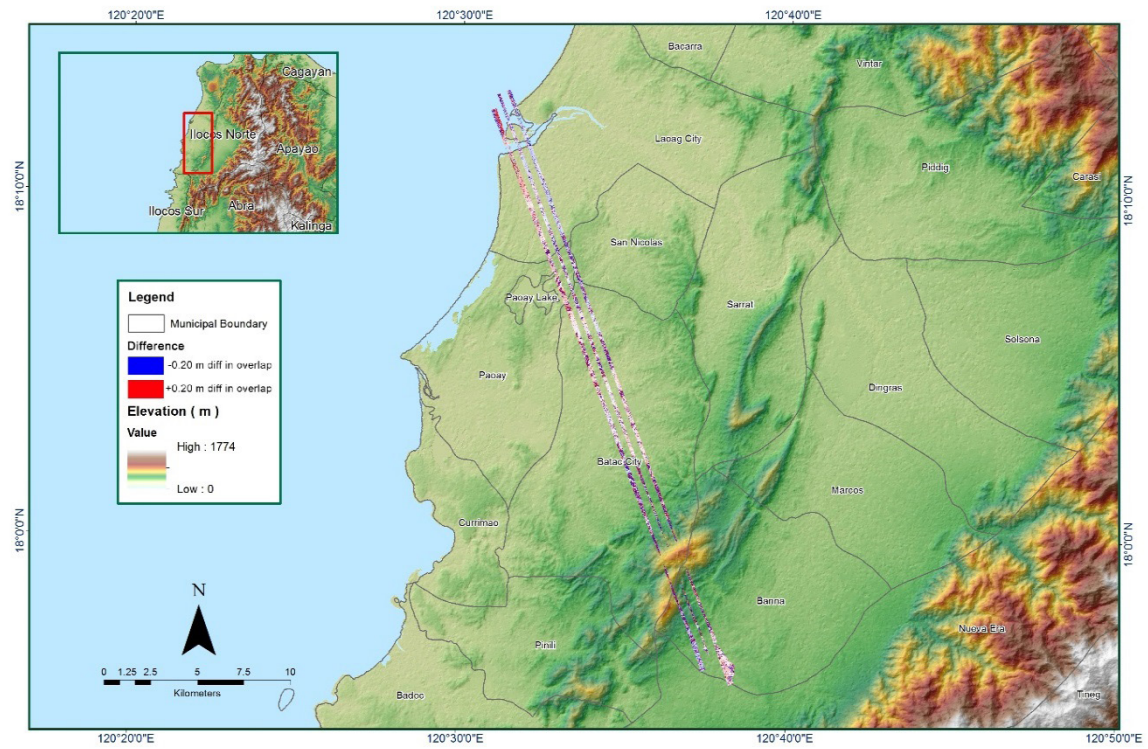 120°20'0"E
120°30'0"E
120°40'0"E
18°10'0"N
18°10'0"N
18°0'0"N
18°0'0"N
Cagayan
Ilocos Norte
Apayao
Ilocos Sur
Abra
Kalinga
Bacarra
Vintar
Laoag City
Piddig
Carasi
San Nicolas
Paoay Lake
Sarrat
Solsona
Paoay
Dingras
Batac City
Marcos
Currimao
Banna
Nueva Era
Pinili
Badoc
Tineg
Legend
Municipal Boundary
Difference
-0.20 m diff in overlap
+0.20 m diff in overlap
Elevation ( m )
Value
High : 1774
Low : 0
N
0 1.25 2.5 5 7.5 10
Kilometers
120°20'0"E
120°30'0"E
120°40'0"E
120°50'0"E